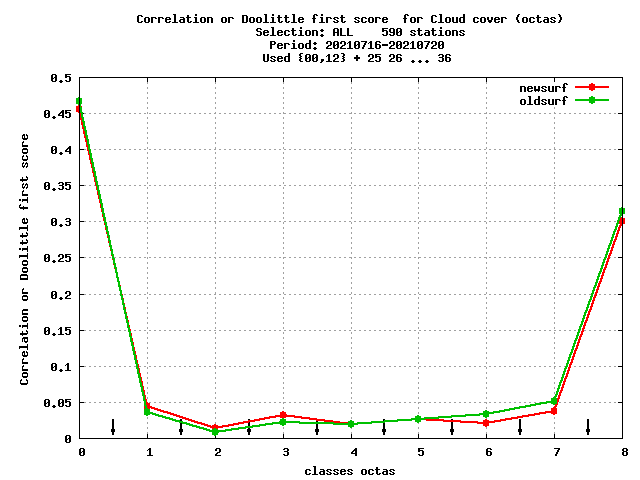 Correlation or Doolittle first score  for Cloud cover (octas)
Selection: ALL    590 stations
Period: 20210716-20210720
Used {00,12} + 25 26 ... 36
newsurf
oldsurf
Correlation or Doolittle first score
0.5
0.45
0.4
0.35
0.3
0.25
0.2
0.15
0.1
0.05
0
0 1 2 3 4 5 6 7 8
classes octas